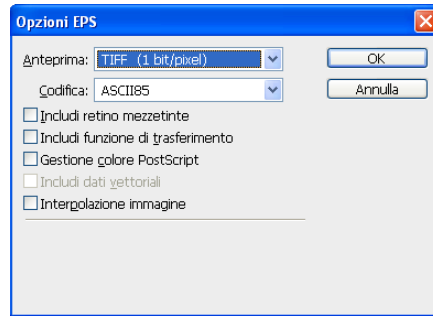 Opzioni EPS
Anteprima: TIFF (1 bit/pixel)
OK
Codifica: ASCII85
Annulla
Includi retino mezzetinte
Includi funzione di trasferimento
Gestione colore PostScript
Includi dati vettoriali
Interpolazione immagine